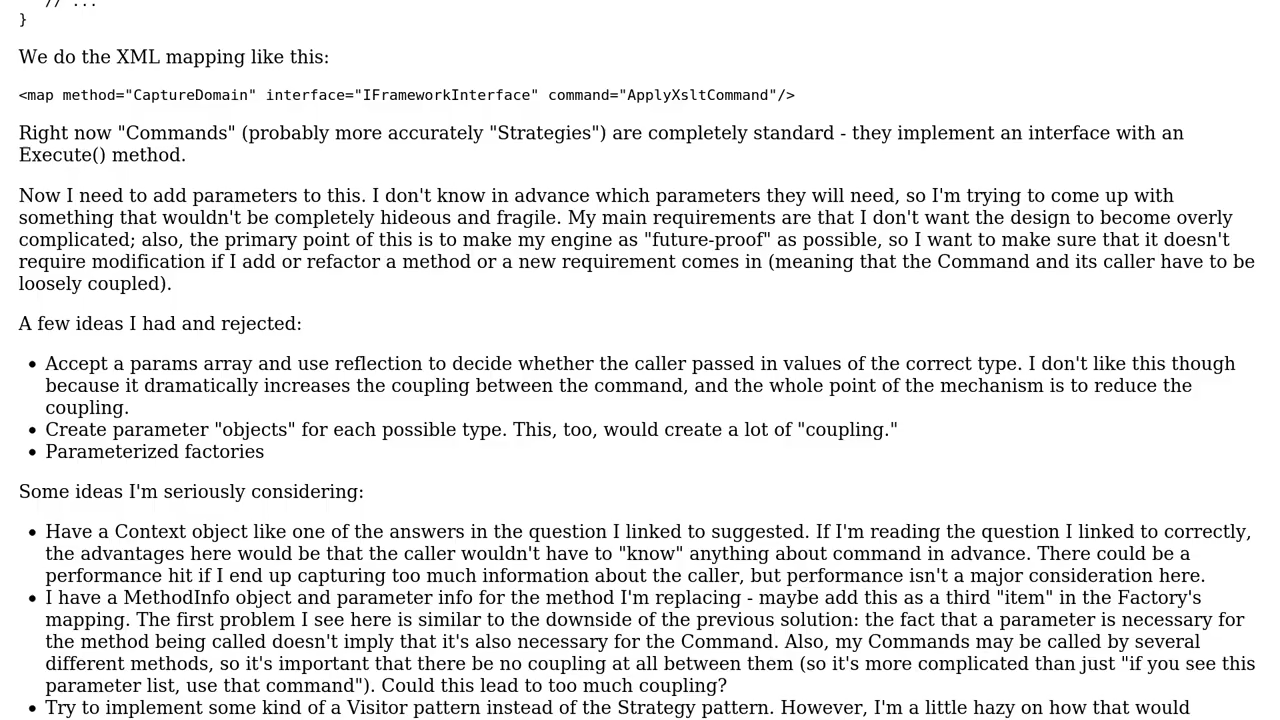 // ...
}
We do the XML mapping like this:
<map method="CaptureDomain" interface="IFrameworkInterface" command="ApplyXsltCommand"/>
Right now "Commands" (probably more accurately "Strategies") are completely standard - they implement an interface with an
Execute() method.
Now I need to add parameters to this. I don't know in advance which parameters they will need, so I'm trying to come up with
something that wouldn't be completely hideous and fragile. My main requirements are that I don't want the design to become overly
complicated; also, the primary point of this is to make my engine as "future-proof" as possible, so I want to make sure that it doesn't
require modification if I add or refactor a method or a new requirement comes in (meaning that the Command and its caller have to be
loosely coupled).
A few ideas I had and rejected:
• Accept a params array and use reflection to decide whether the caller passed in values of the correct type. I don't like this though
because it dramatically increases the coupling between the command, and the whole point of the mechanism is to reduce the
coupling.
• Create parameter "objects" for each possible type. This, too, would create a lot of "coupling."
• Parameterized factories
Some ideas I'm seriously considering:
• Have a Context object like one of the answers in the question I linked to suggested. If I'm reading the question I linked to correctly,
the advantages here would be that the caller wouldn't have to "know" anything about command in advance. There could be a
performance hit if I end up capturing too much information about the caller, but performance isn't a major consideration here.
• I have a MethodInfo object and parameter info for the method I'm replacing - maybe add this as a third "item" in the Factory's
mapping. The first problem I see here is similar to the downside of the previous solution: the fact that a parameter is necessary for
the method being called doesn't imply that it's also necessary for the Command. Also, my Commands may be called by several
different methods, so it's important that there be no coupling at all between them (so it's more complicated than just "if you see this
parameter list, use that command"). Could this lead to too much coupling?
• Try to implement some kind of a Visitor pattern instead of the Strategy pattern. However, I'm a little hazy on how that would